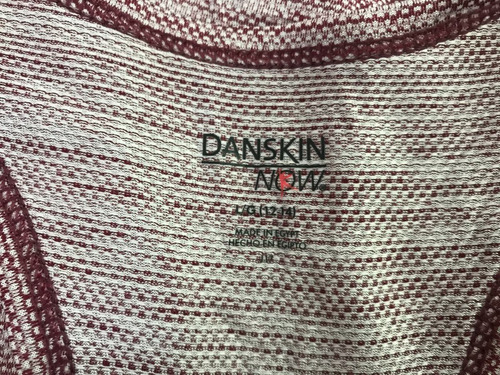 DANSKIN
NOW.
L/G (12-14)
MADE IN EGYPT
HECHO EN EGIPTO